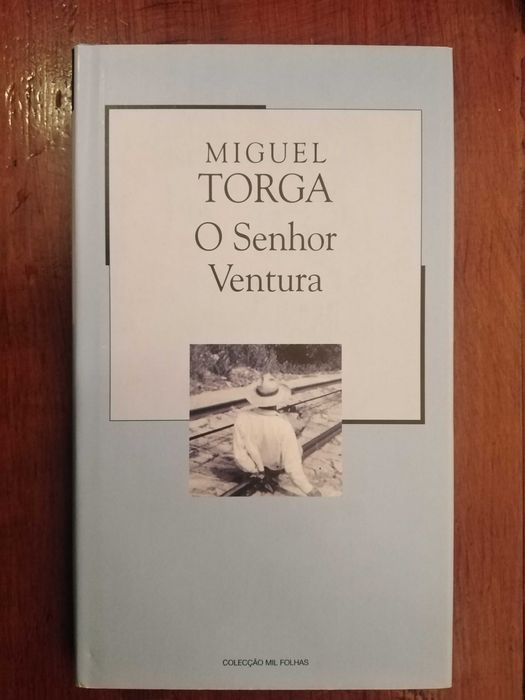 MIGUEL
TORGA
O Senhor
Ventura
COLECÇÃO MIL FOLHAS